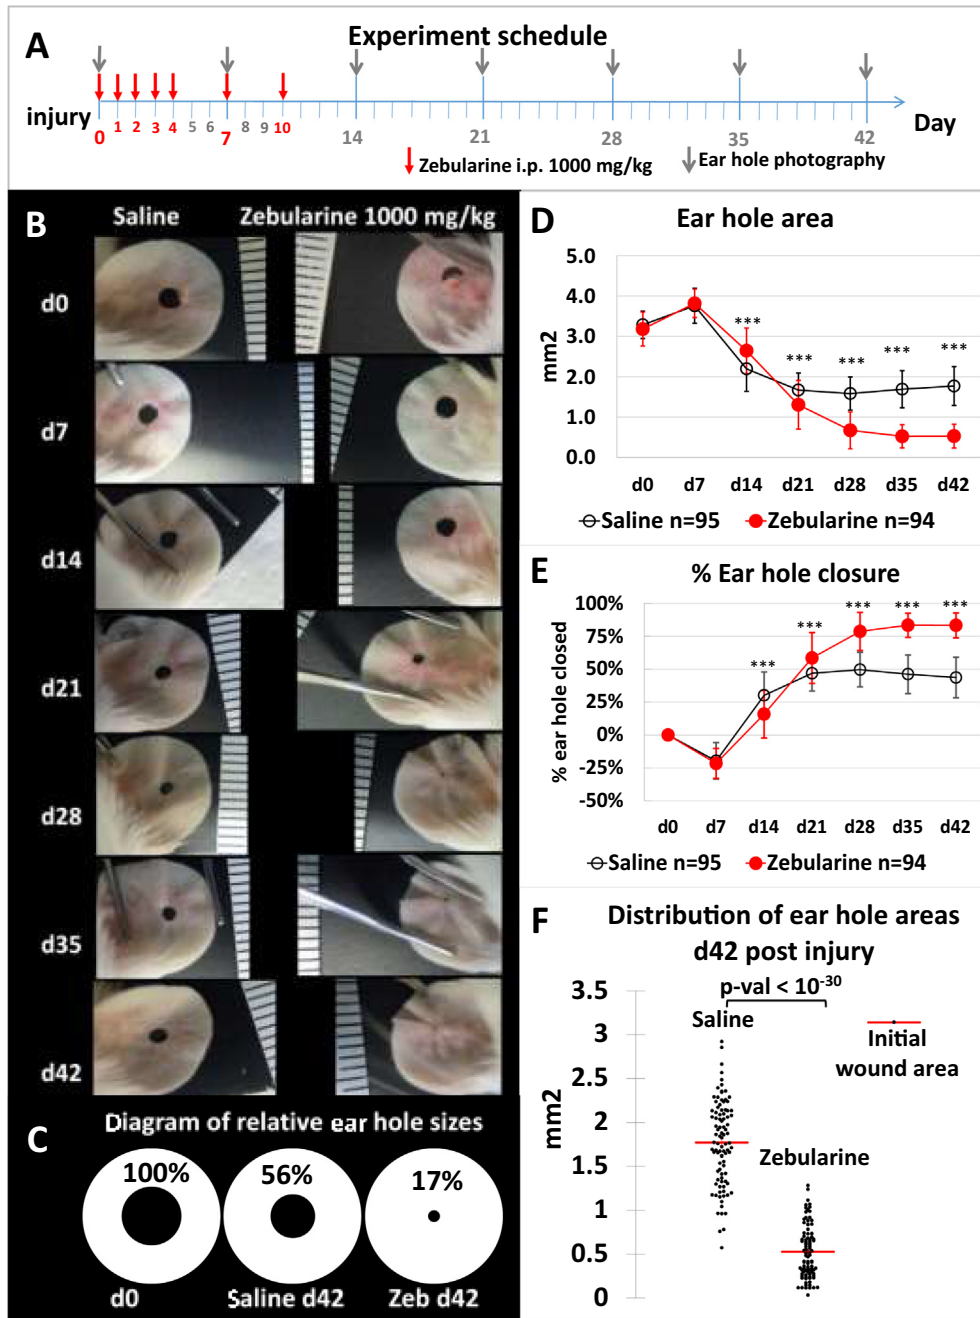 A
Experiment schedule
injury
0 1 2 3 4 5 6 7 8 9 10 14 21 28 35 42
Day
Zebularine i.p. 1000 mg/kg
Ear hole photography
B
Saline Zebularine 1000 mg/kg
d0
d7
d14
d21
d28
d35
d42
C
Diagram of relative ear hole sizes
100% 56% 17%
d0 Saline d42 Zeb d42
D
Ear hole area
mm2
5.0
4.0
3.0
2.0
1.0
0.0
***
***
***
***
***
d0 d7 d14 d21 d28 d35 d42
Saline n=95 Zebularine n=94
E
% Ear hole closure
% ear hole closed
100%
75%
50%
25%
0%
-25%
-50%
***
***
***
***
***
d0 d7 d14 d21 d28 d35 d42
Saline n=95 Zebularine n=94
F
Distribution of ear hole areas
d42 post injury
p-val < 10⁻³⁰
mm2
3.5
3
2.5
2
1.5
1
0.5
0
Saline
Zebularine
Initial
wound area